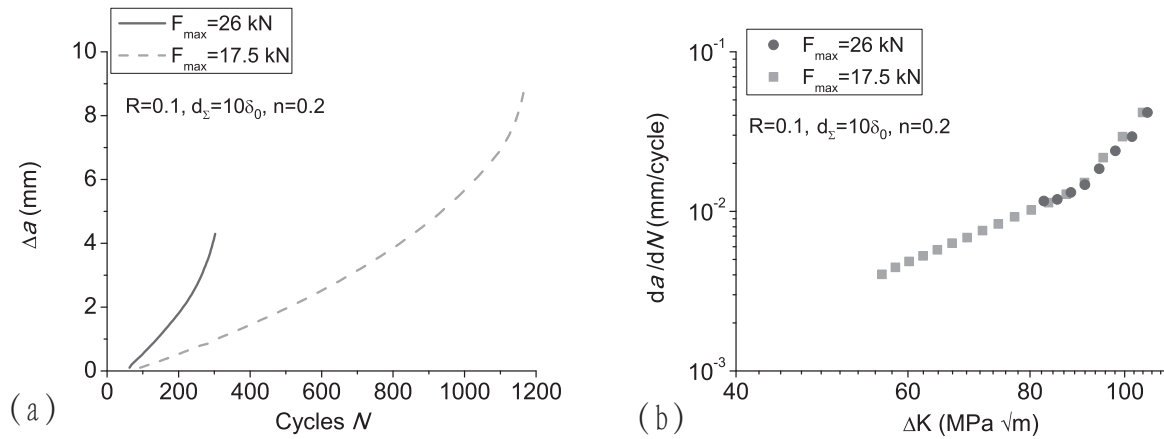 F_max=26 kN
F_max=17.5 kN
R=0.1, d_Σ=10δ_0, n=0.2
10
8
6
4
2
0
Δa (mm)
0 200 400 600 800 1000 1200
Cycles N
(a)
F_max=26 kN
F_max=17.5 kN
R=0.1, d_Σ=10δ_0, n=0.2
10^-1
10^-2
10^-3
da/dN (mm/cycle)
40 60 80 100
ΔK (MPa √m)
(b)